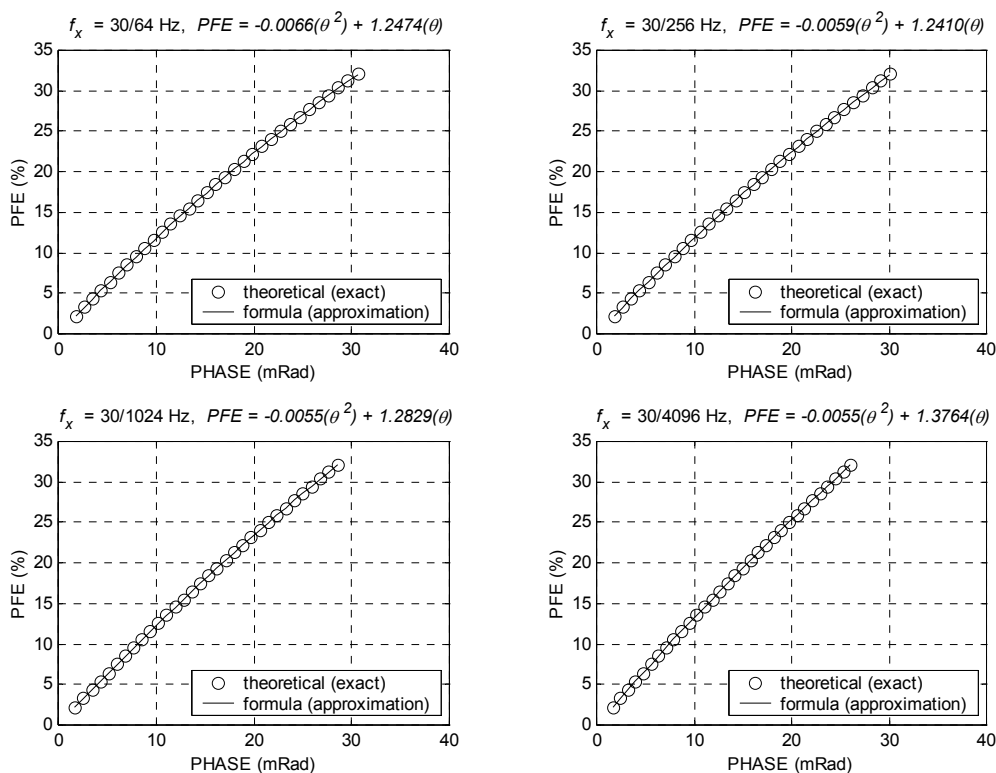 f_x = 30/64 Hz, PFE = -0.0066(θ²) + 1.2474(θ)
35
30
25
20
15
10
5
0
PFE (%)
theoretical (exact)
formula (approximation)
0 10 20 30 40
PHASE (mRad)
f_x = 30/256 Hz, PFE = -0.0059(θ²) + 1.2410(θ)
35
30
25
20
15
10
5
0
PFE (%)
theoretical (exact)
formula (approximation)
0 10 20 30 40
PHASE (mRad)
f_x = 30/1024 Hz, PFE = -0.0055(θ²) + 1.2829(θ)
35
30
25
20
15
10
5
0
PFE (%)
theoretical (exact)
formula (approximation)
0 10 20 30 40
PHASE (mRad)
f_x = 30/4096 Hz, PFE = -0.0055(θ²) + 1.3764(θ)
35
30
25
20
15
10
5
0
PFE (%)
theoretical (exact)
formula (approximation)
0 10 20 30 40
PHASE (mRad)